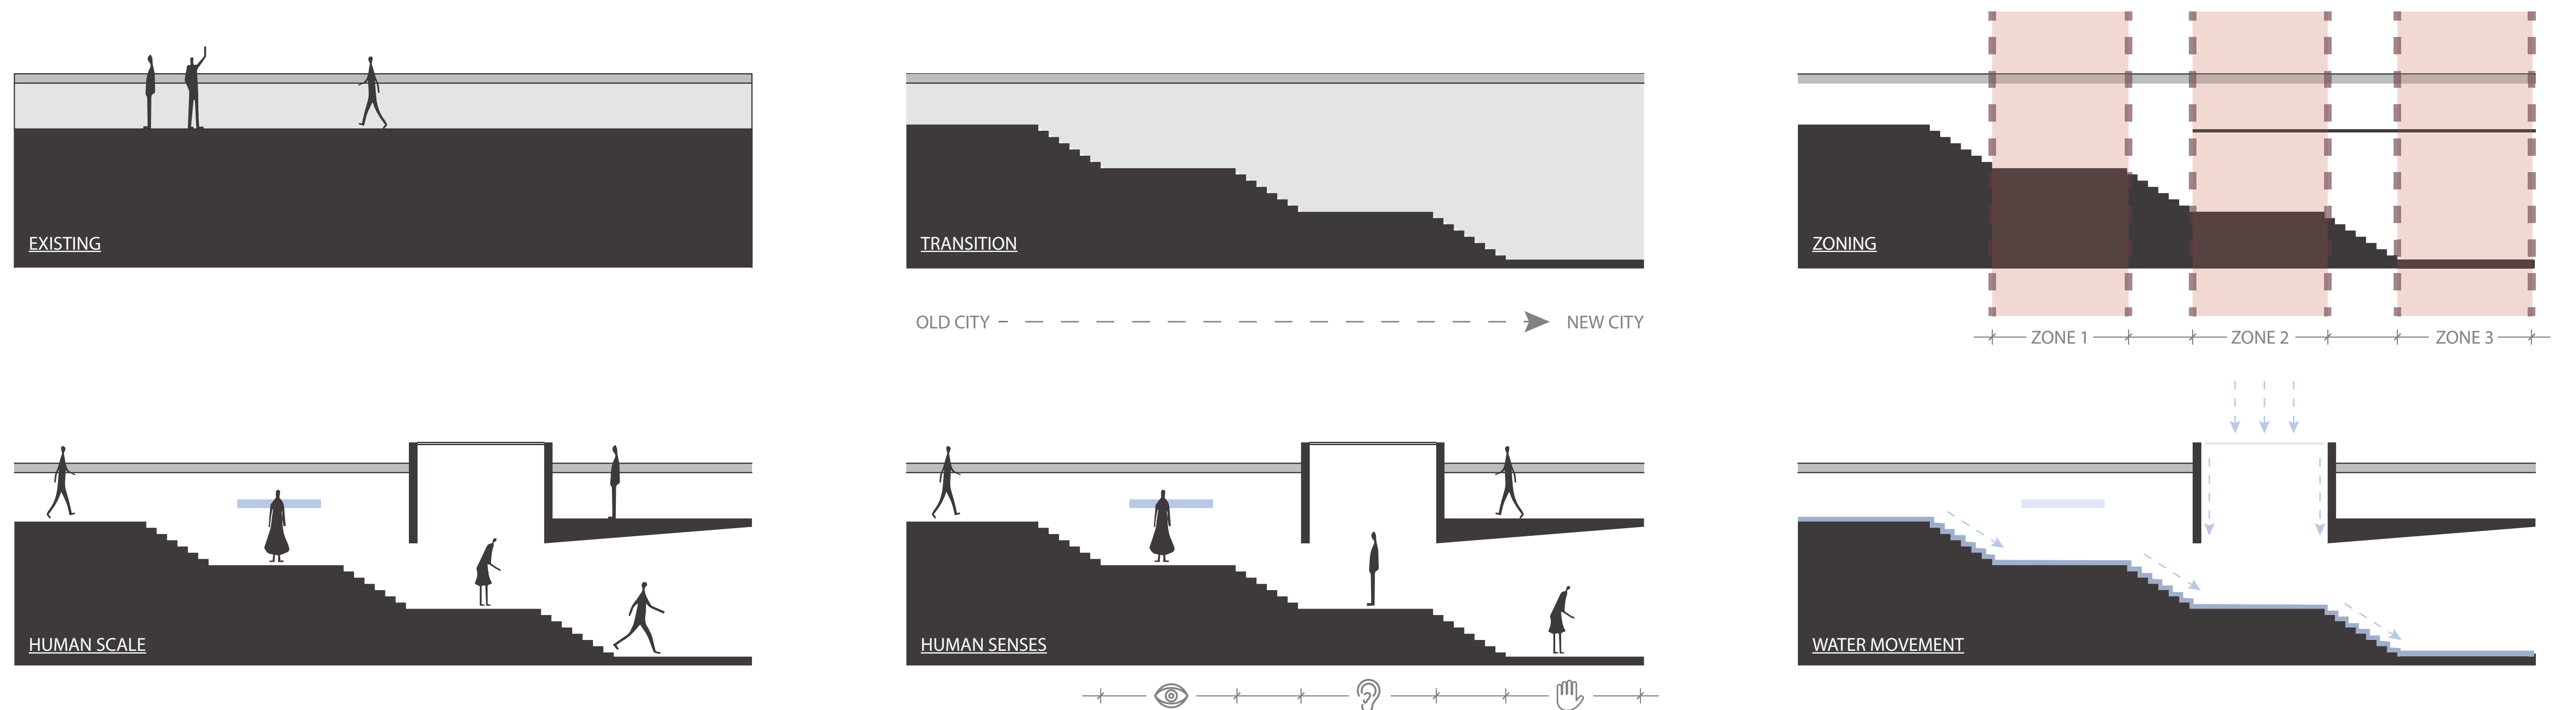 EXISTING
TRANSITION
ZONING
OLD CITY
NEW CITY
ZONE 1
ZONE 2
ZONE 3
HUMAN SCALE
HUMAN SENSES
WATER MOVEMENT